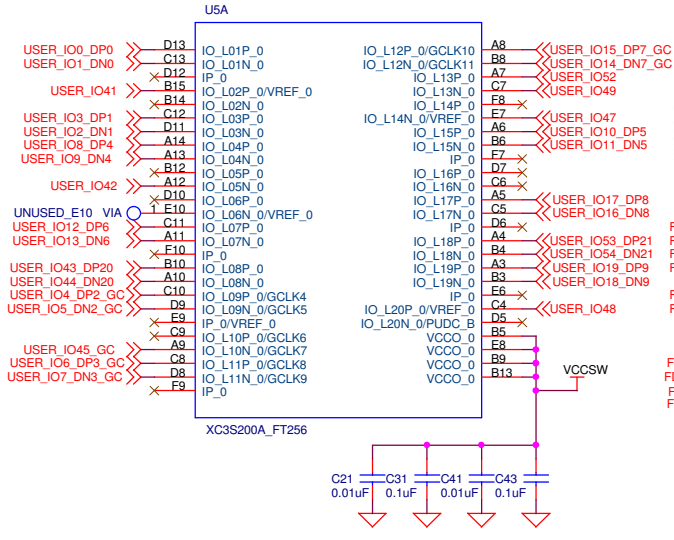 U5A
USER_IO0_DP0 D13 IO_L01P_0 IO_L12P_0/GCLK10 A8 USER_IO15_DP7_GC
USER_IO1_DN0 C13 IO_L01N_0 IO_L12N_0/GCLK11 B8 USER_IO14_DN7_GC
D12 IP_0 IO_L13P_0 A7 USER_IO52
USER_IO41 B15 IO_L02P_0/VREF_0 IO_L13N_0 C7 USER_IO49
B14 IO_L02N_0 IO_L14P_0 F8
USER_IO3_DP1 C12 IO_L03P_0 IO_L14N_0/VREF_0 E7 USER_IO47
USER_IO2_DN1 D11 IO_L03N_0 IO_L15P_0 A6 USER_IO10_DP5
USER_IO8_DP4 A14 IO_L04P_0 IO_L15N_0 B6 USER_IO11_DN5
USER_IO9_DN4 A13 IO_L04N_0 IP_0 F7
B12 IO_L05P_0 IO_L16P_0 D7
USER_IO42 A12 IO_L05N_0 IO_L16N_0 C6
D10 IO_L06P_0 IO_L17P_0 A5 USER_IO17_DP8
UNUSED_E10 VIA 1 E10 IO_L06N_0/VREF_0 IO_L17N_0 C5 USER_IO16_DN8
USER_IO12_DP6 C11 IO_L07P_0 IP_0 D6
USER_IO13_DN6 A11 IO_L07N_0 IO_L18P_0 A4 USER_IO53_DP21
F10 IP_0 IO_L18N_0 B4 USER_IO54_DN21
USER_IO43_DP20 B10 IO_L08P_0 IO_L19P_0 A3 USER_IO19_DP9
USER_IO44_DN20 A10 IO_L08N_0 IO_L19N_0 B3 USER_IO18_DN9
USER_IO4_DP2_GC C10 IO_L09P_0/GCLK4 IP_0 E6
USER_IO5_DN2_GC D9 IO_L09N_0/GCLK5 IO_L20P_0/VREF_0 C4 USER_IO48
E9 IP_0/VREF_0 IO_L20N_0/PUDC_B D5
C9 IO_L10P_0/GCLK6 VCCO_0 B5
USER_IO45_GC A9 IO_L10N_0/GCLK7 VCCO_0 E8
USER_IO6_DP3_GC C8 IO_L11P_0/GCLK8 VCCO_0 B9
USER_IO7_DN3_GC D8 IO_L11N_0/GCLK9 VCCO_0 B13 VCCSW
F9 IP_0
XC3S200A_FT256
C21 C31 C41 C43
0.01uF 0.1uF 0.01uF 0.1uF